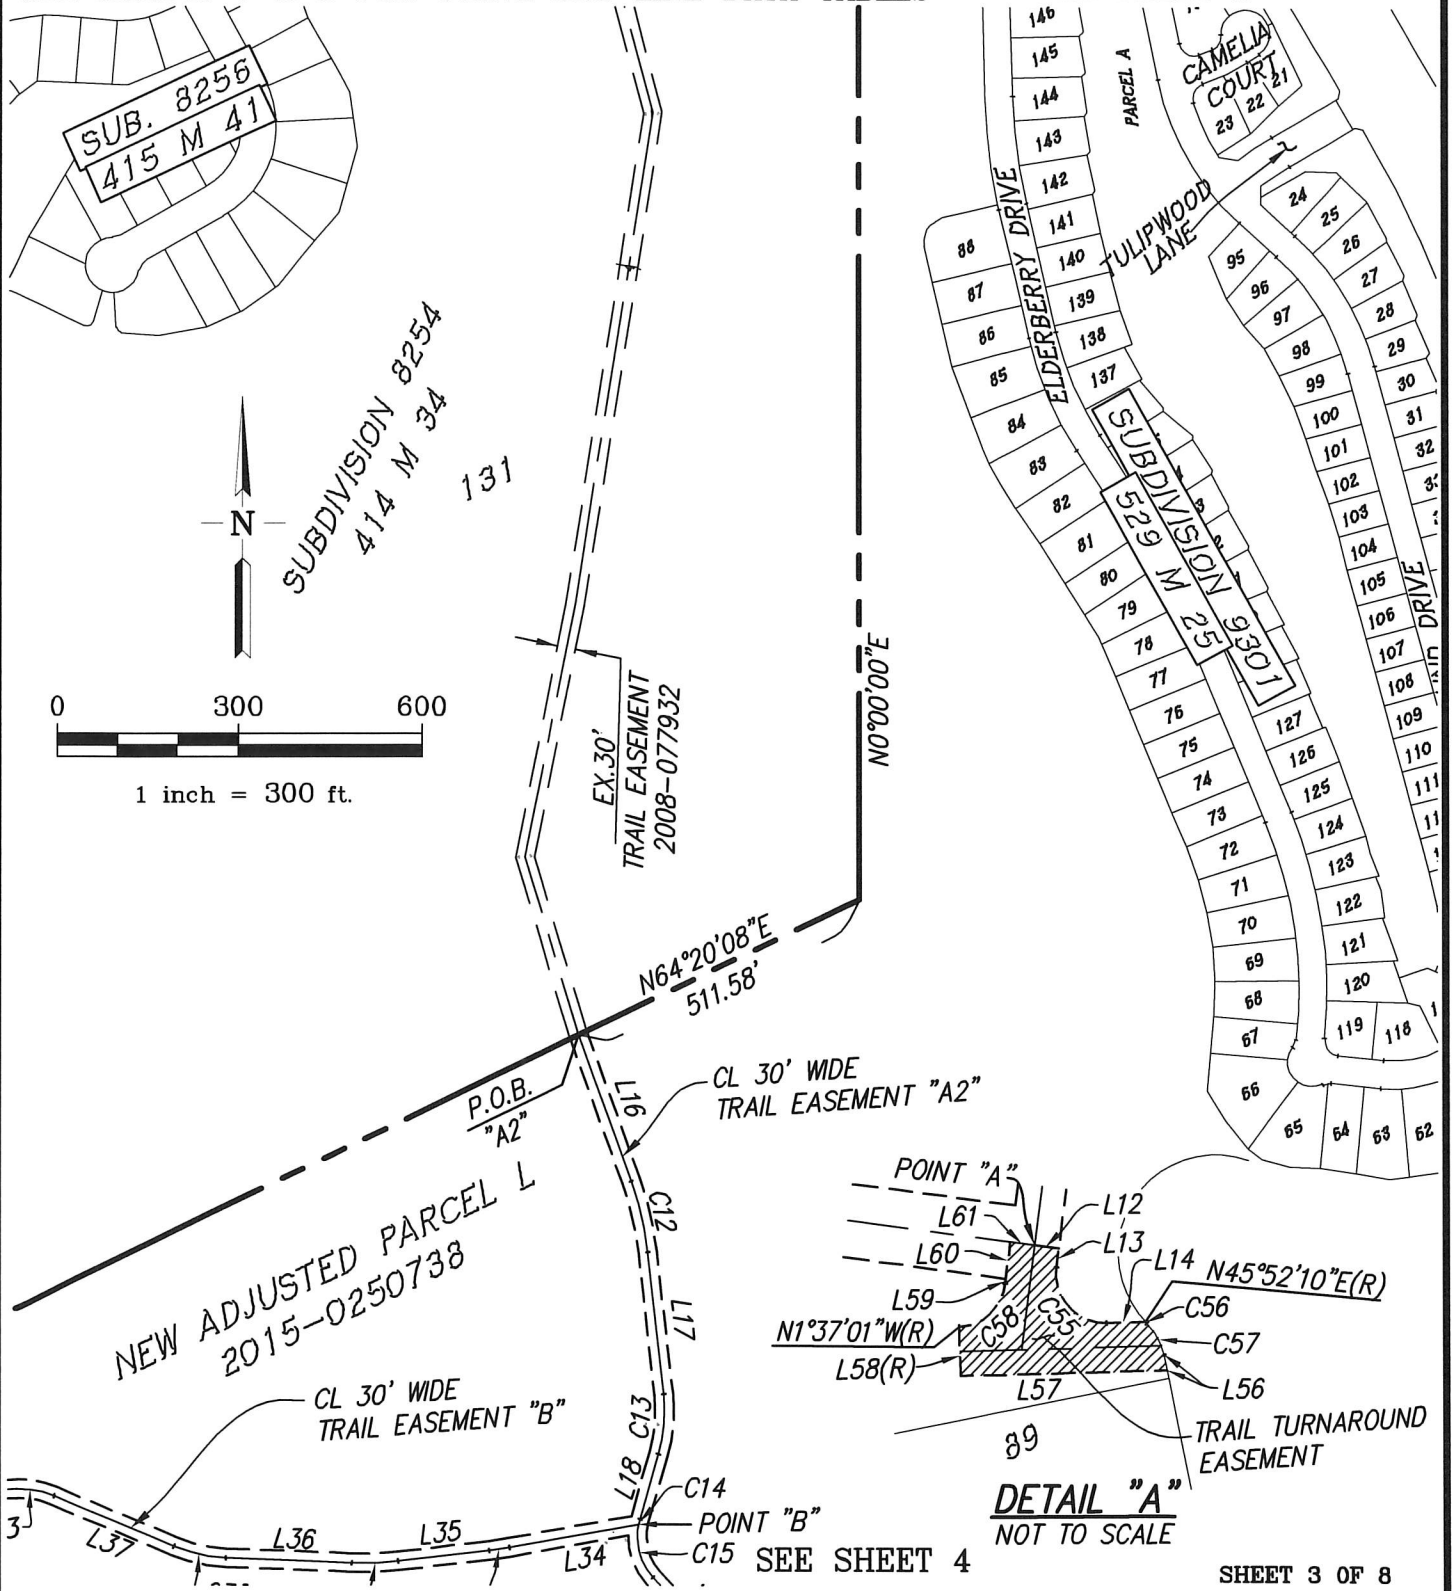 146
145
144
143
142
141
140
139
138
137
PARCEL A
CAMELIA
COURT
21
22
23
SUB. 8256
415 M 41
ELDERBERRY DRIVE
TULIPWOOD
LANE
24
25
26
27
28
29
30
31
32
95
96
97
98
99
100
101
102
103
104
105
106
107
108
109
110
111
DRIVE
88
87
86
85
84
83
82
81
80
79
78
77
76
75
74
73
72
71
70
69
68
67
66
65
64
63
62
SUBDIVISION 9301
529 M 25
127
126
125
124
123
122
121
120
119
118
SUBDIVISION 8254
414 M 34
131
N
0 300 600
1 inch = 300 ft.
EX.30'
TRAIL EASEMENT
2008-077932
N0°00'00"E
N64°20'08"E
511.58'
P.O.B.
"A2"
L16
CL 30' WIDE
TRAIL EASEMENT "A2"
C12
L17
C13
L18
C14
POINT "B"
C15
SEE SHEET 4
NEW ADJUSTED PARCEL L
2015-0250738
CL 30' WIDE
TRAIL EASEMENT "B"
L37
L36
L35
L34
POINT "A"
L61
L60
L59
N1°37'01"W(R)
L58(R)
C58
C55
L57
L12
L13
L14
N45°52'10"E(R)
C56
C57
L56
TRAIL TURNAROUND
EASEMENT
89
DETAIL "A"
NOT TO SCALE
SHEET 3 OF 8